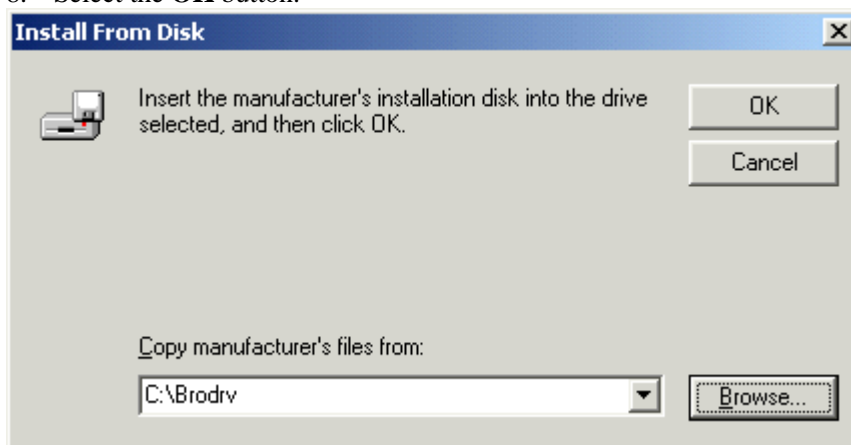 Select the OK button.
Install From Disk
Insert the manufacturer's installation disk into the drive
selected, and then click OK.
OK
Cancel
Copy manufacturer's files from:
C:\Brodrv
Browse...